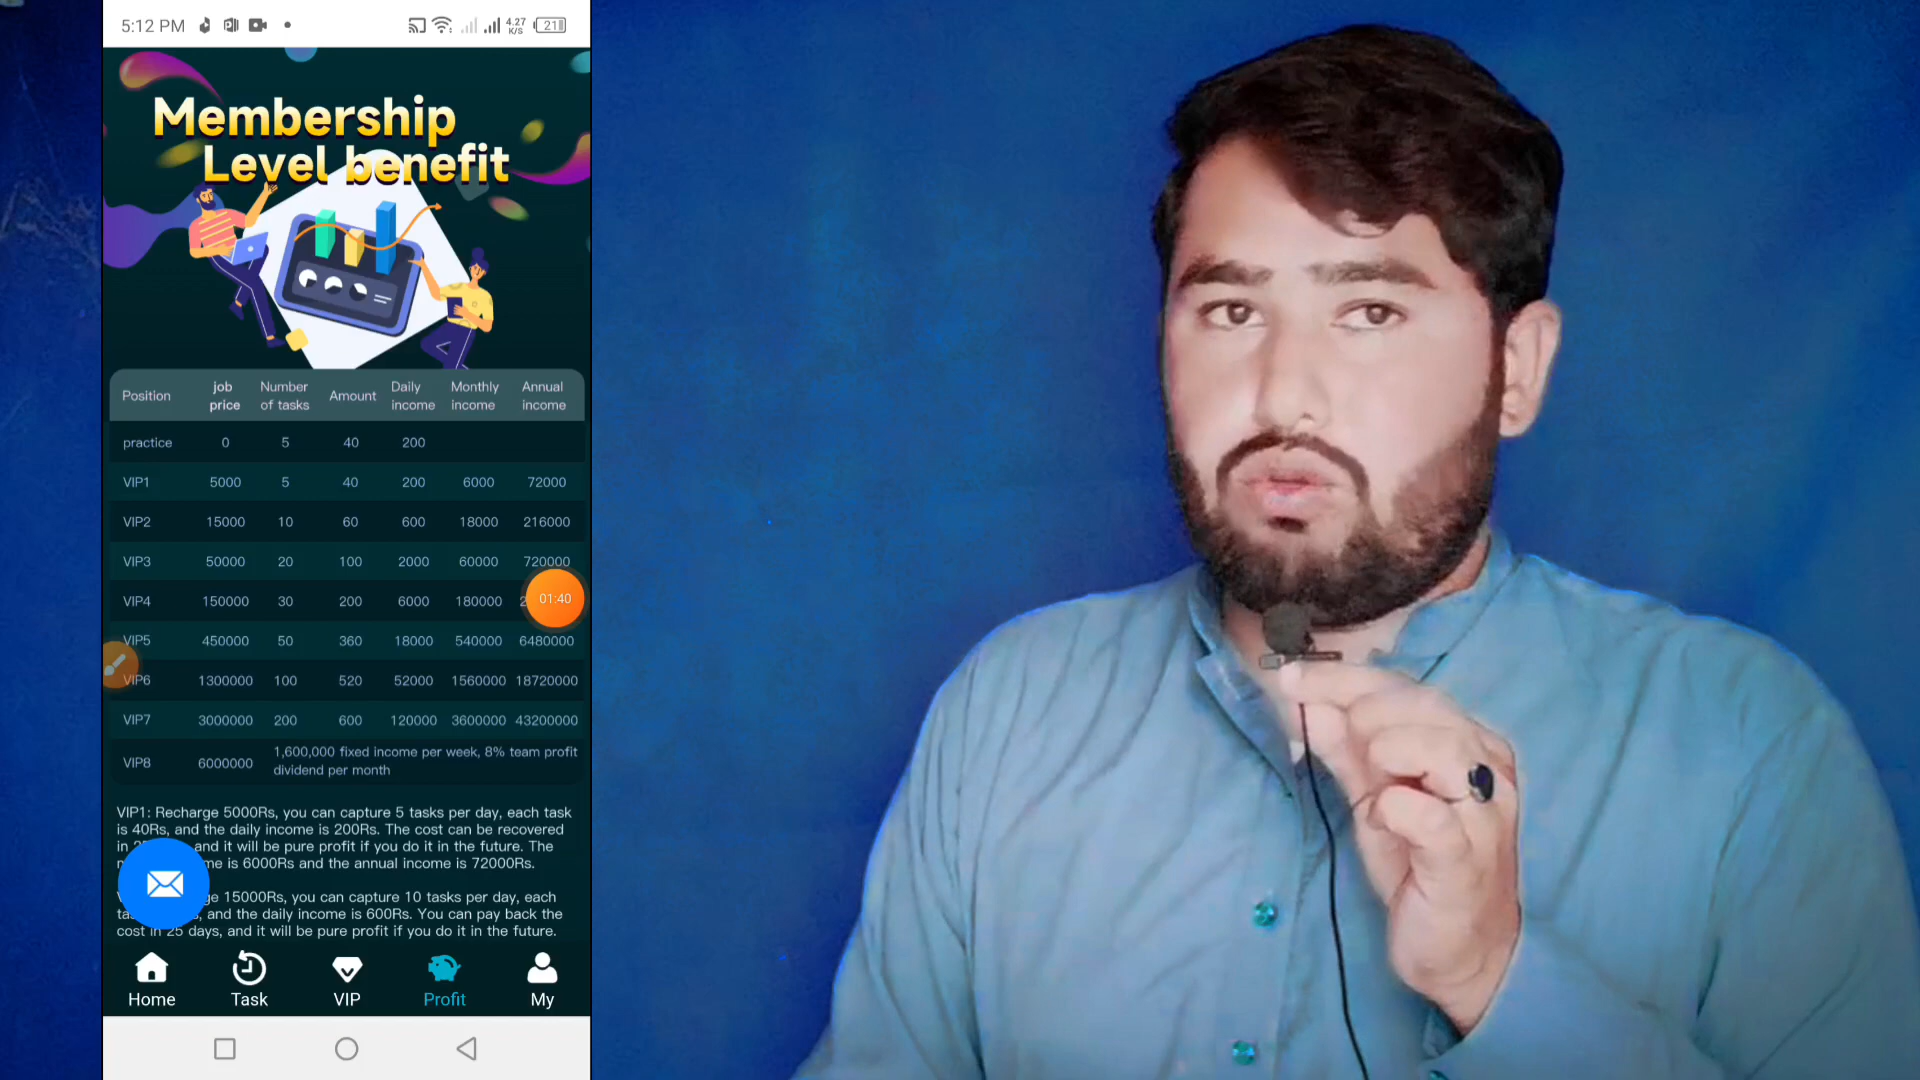 5:12 PM
4.27
K/S
21
Membership
Level benefit
Position job price Number of tasks Amount Daily income Monthly income Annual income
practice 0 5 40 200
VIP1 5000 5 40 200 6000 72000
VIP2 15000 10 60 600 18000 216000
VIP3 50000 20 100 2000 60000 720000
VIP4 150000 30 200 6000 180000
01:40
VIP5 450000 50 360 18000 540000 6480000
VIP6 1300000 100 520 52000 1560000 18720000
VIP7 3000000 200 600 120000 3600000 43200000
VIP8 6000000 1,600,000 fixed income per week, 8% team profit
dividend per month
VIP1: Recharge 5000Rs, you can capture 5 tasks per day, each task
is 40Rs, and the daily income is 200Rs. The cost can be recovered
in and it will be pure profit if you do it in the future. The
is 6000Rs and the annual income is 72000Rs.
15000Rs, you can capture 10 tasks per day, each
and the daily income is 600Rs. You can pay back the
cost in 25 days, and it will be pure profit if you do it in the future.
Home Task VIP Profit My